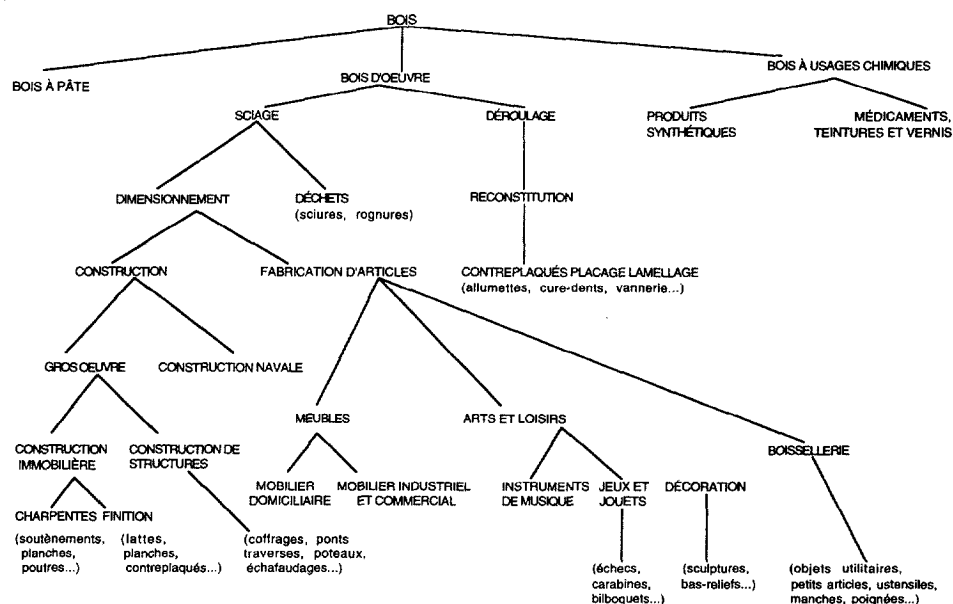 BOIS
BOIS À PÂTE
BOIS D'OEUVRE
BOIS À USAGES CHIMIQUES
SCIAGE
DÉROULAGE
PRODUITS
SYNTHÉTIQUES
MÉDICAMENTS,
TEINTURES ET VERNIS
DIMENSIONNEMENT
DÉCHETS
(sciures, rognures)
RECONSTITUTION
CONSTRUCTION
FABRICATION D'ARTICLES
CONTREPLAQUÉS PLACAGE LAMELLAGE
(allumettes, cure-dents, vannerie...)
GROS OEUVRE
CONSTRUCTION NAVALE
MEUBLES
ARTS ET LOISIRS
BOISSELLERIE
CONSTRUCTION
IMMOBILIÈRE
CONSTRUCTION DE
STRUCTURES
MOBILIER
DOMICILIAIRE
MOBILIER INDUSTRIEL
ET COMMERCIAL
INSTRUMENTS
DE MUSIQUE
JEUX ET
JOUETS
DÉCORATION
CHARPENTES
(soutènements,
planches,
poutres...)
FINITION
(lattes,
planches,
contreplaqués...)
(coffrages, ponts
traverses, poteaux,
échafaudages...)
(échecs,
carabines,
bilboquets...)
(sculptures,
bas-reliefs...)
(objets utilitaires,
petits articles, ustensiles,
manches, poignées...)